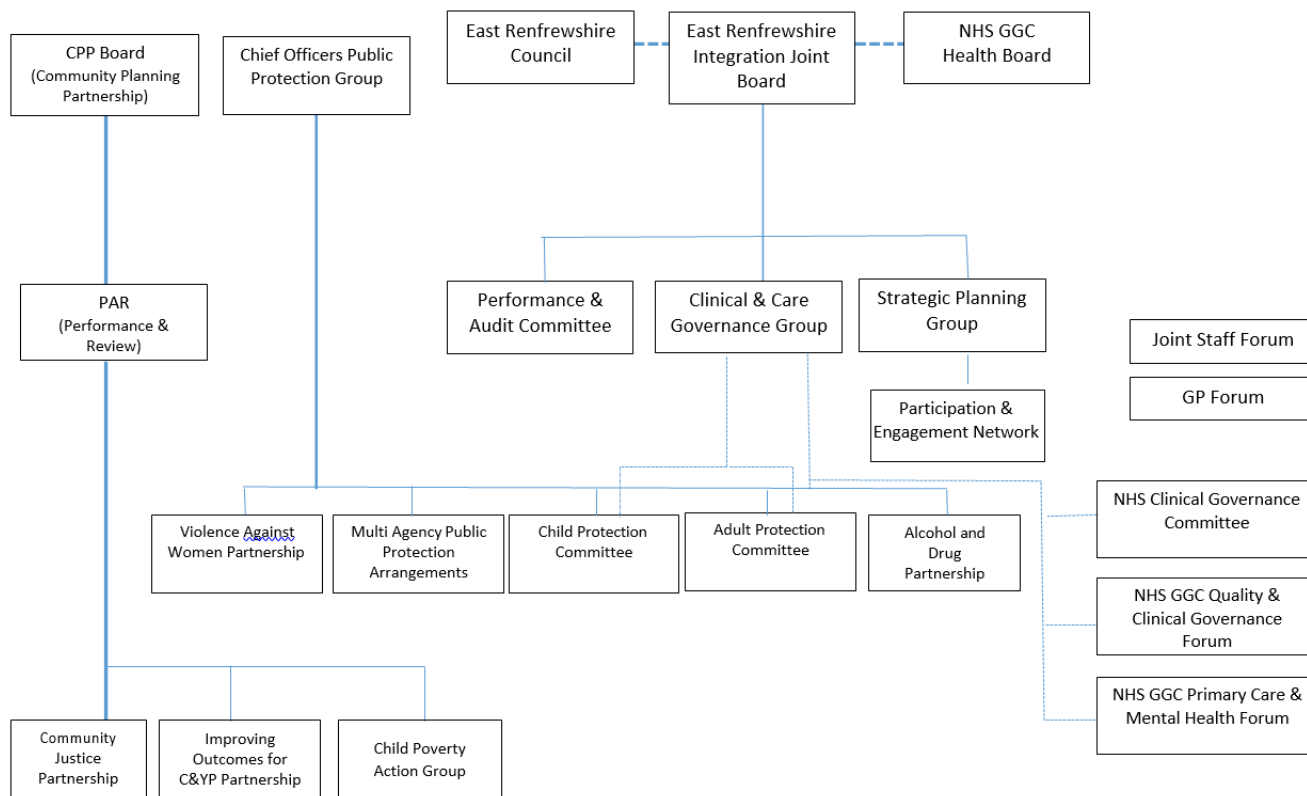 CPP Board
(Community Planning
Partnership)
Chief Officers Public
Protection Group
East Renfrewshire
Council
East Renfrewshire
Integration Joint
Board
NHS GGC
Health Board
PAR
(Performance &
Review)
Performance &
Audit Committee
Clinical & Care
Governance Group
Strategic Planning
Group
Joint Staff Forum
GP Forum
Participation &
Engagement Network
Violence Against
Women Partnership
Multi Agency Public
Protection
Arrangements
Child Protection
Committee
Adult Protection
Committee
Alcohol and
Drug
Partnership
NHS Clinical Governance
Committee
NHS GGC Quality &
Clinical Governance
Forum
NHS GGC Primary Care &
Mental Health Forum
Community
Justice
Partnership
Improving
Outcomes for
C&YP Partnership
Child Poverty
Action Group